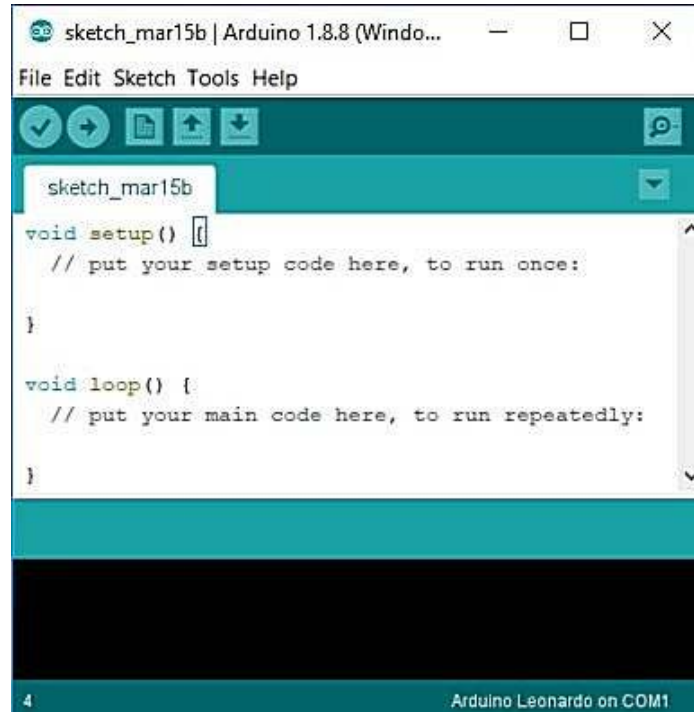 sketch_mar15b | Arduino 1.8.8 (Windo...
File Edit Sketch Tools Help
sketch_mar15b
void setup() {
  // put your setup code here, to run once:
}
void loop() {
  // put your main code here, to run repeatedly:
}
4 Arduino Leonardo on COM1